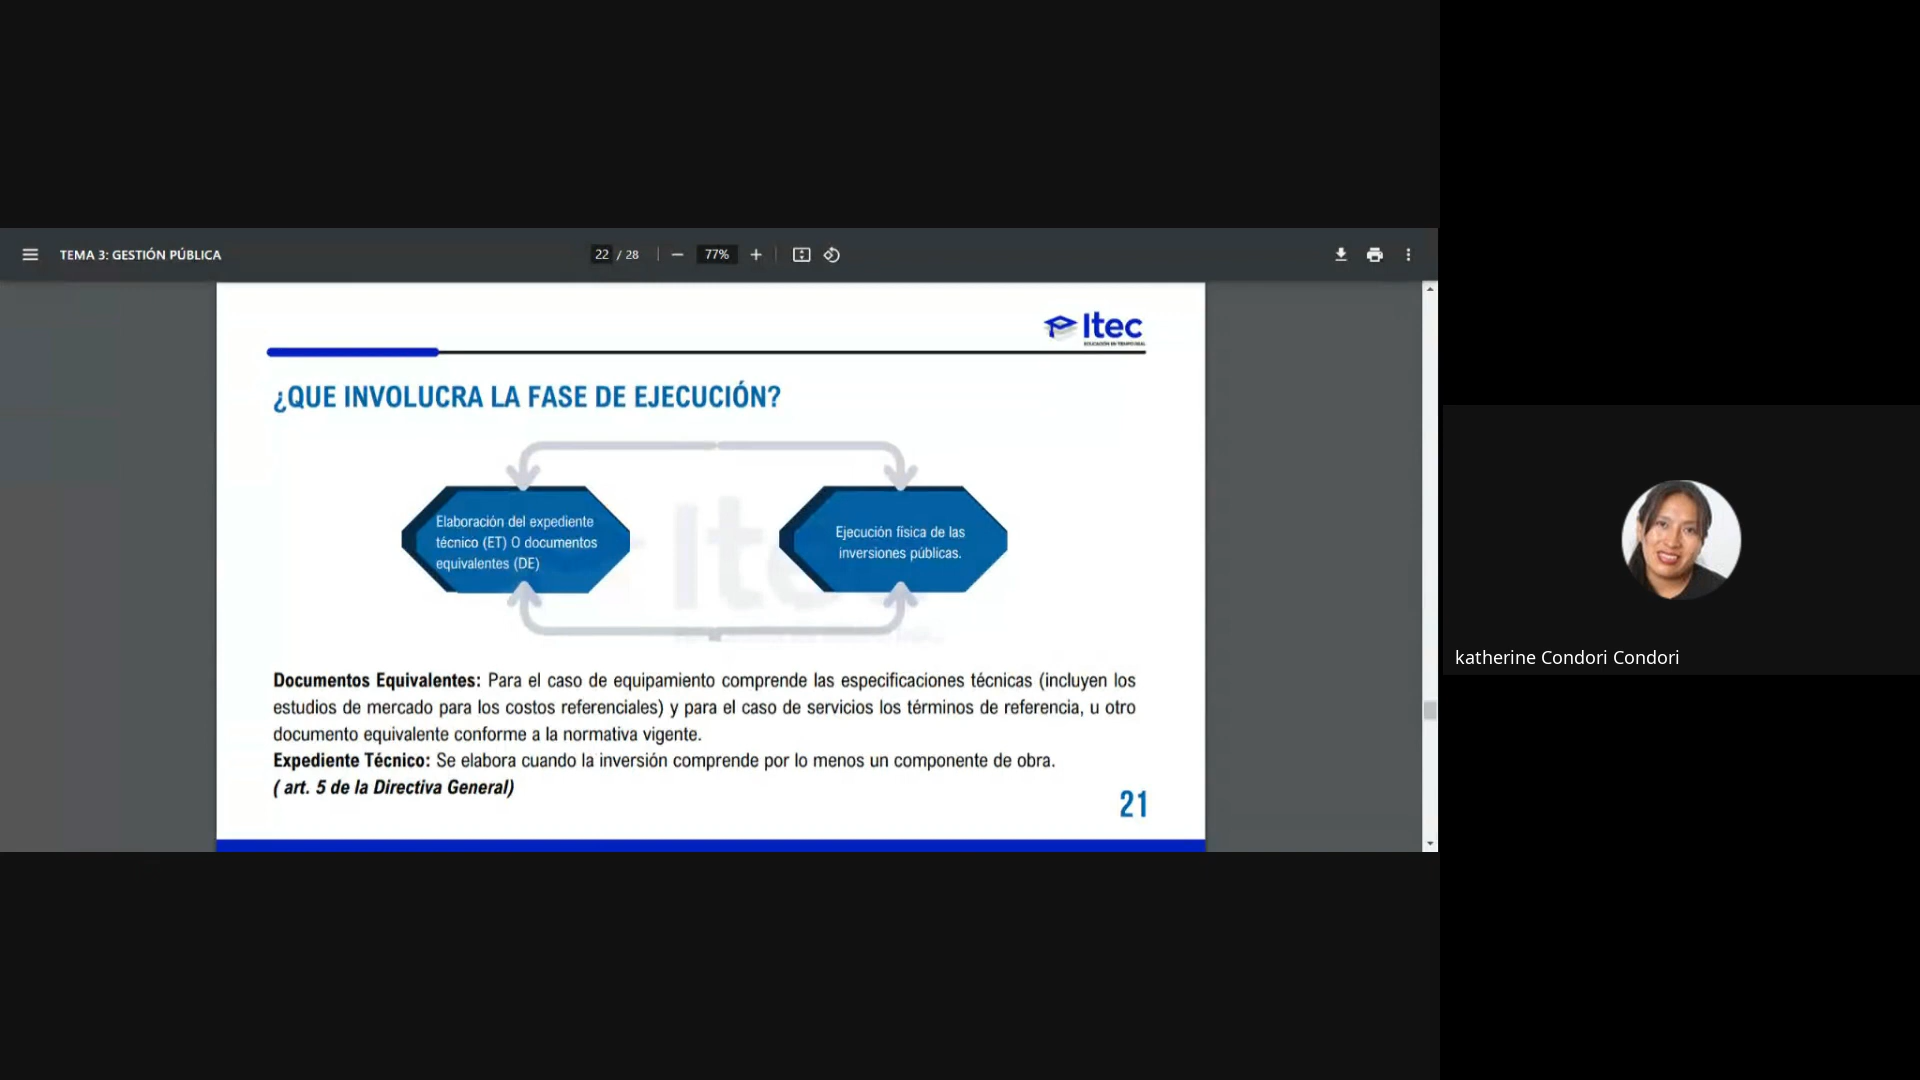 TEMA 3: GESTIÓN PÚBLICA
22 / 28
77%
Itec
¿QUE INVOLUCRA LA FASE DE EJECUCIÓN?
Elaboración del expediente
técnico (ET) O documentos
equivalentes (DE)
Ejecución física de las
inversiones públicas.
Documentos Equivalentes: Para el caso de equipamiento comprende las especificaciones técnicas (incluyen los
estudios de mercado para los costos referenciales) y para el caso de servicios los términos de referencia, u otro
documento equivalente conforme a la normativa vigente.
Expediente Técnico: Se elabora cuando la inversión comprende por lo menos un componente de obra.
( art. 5 de la Directiva General)
21
katherine Condori Condori